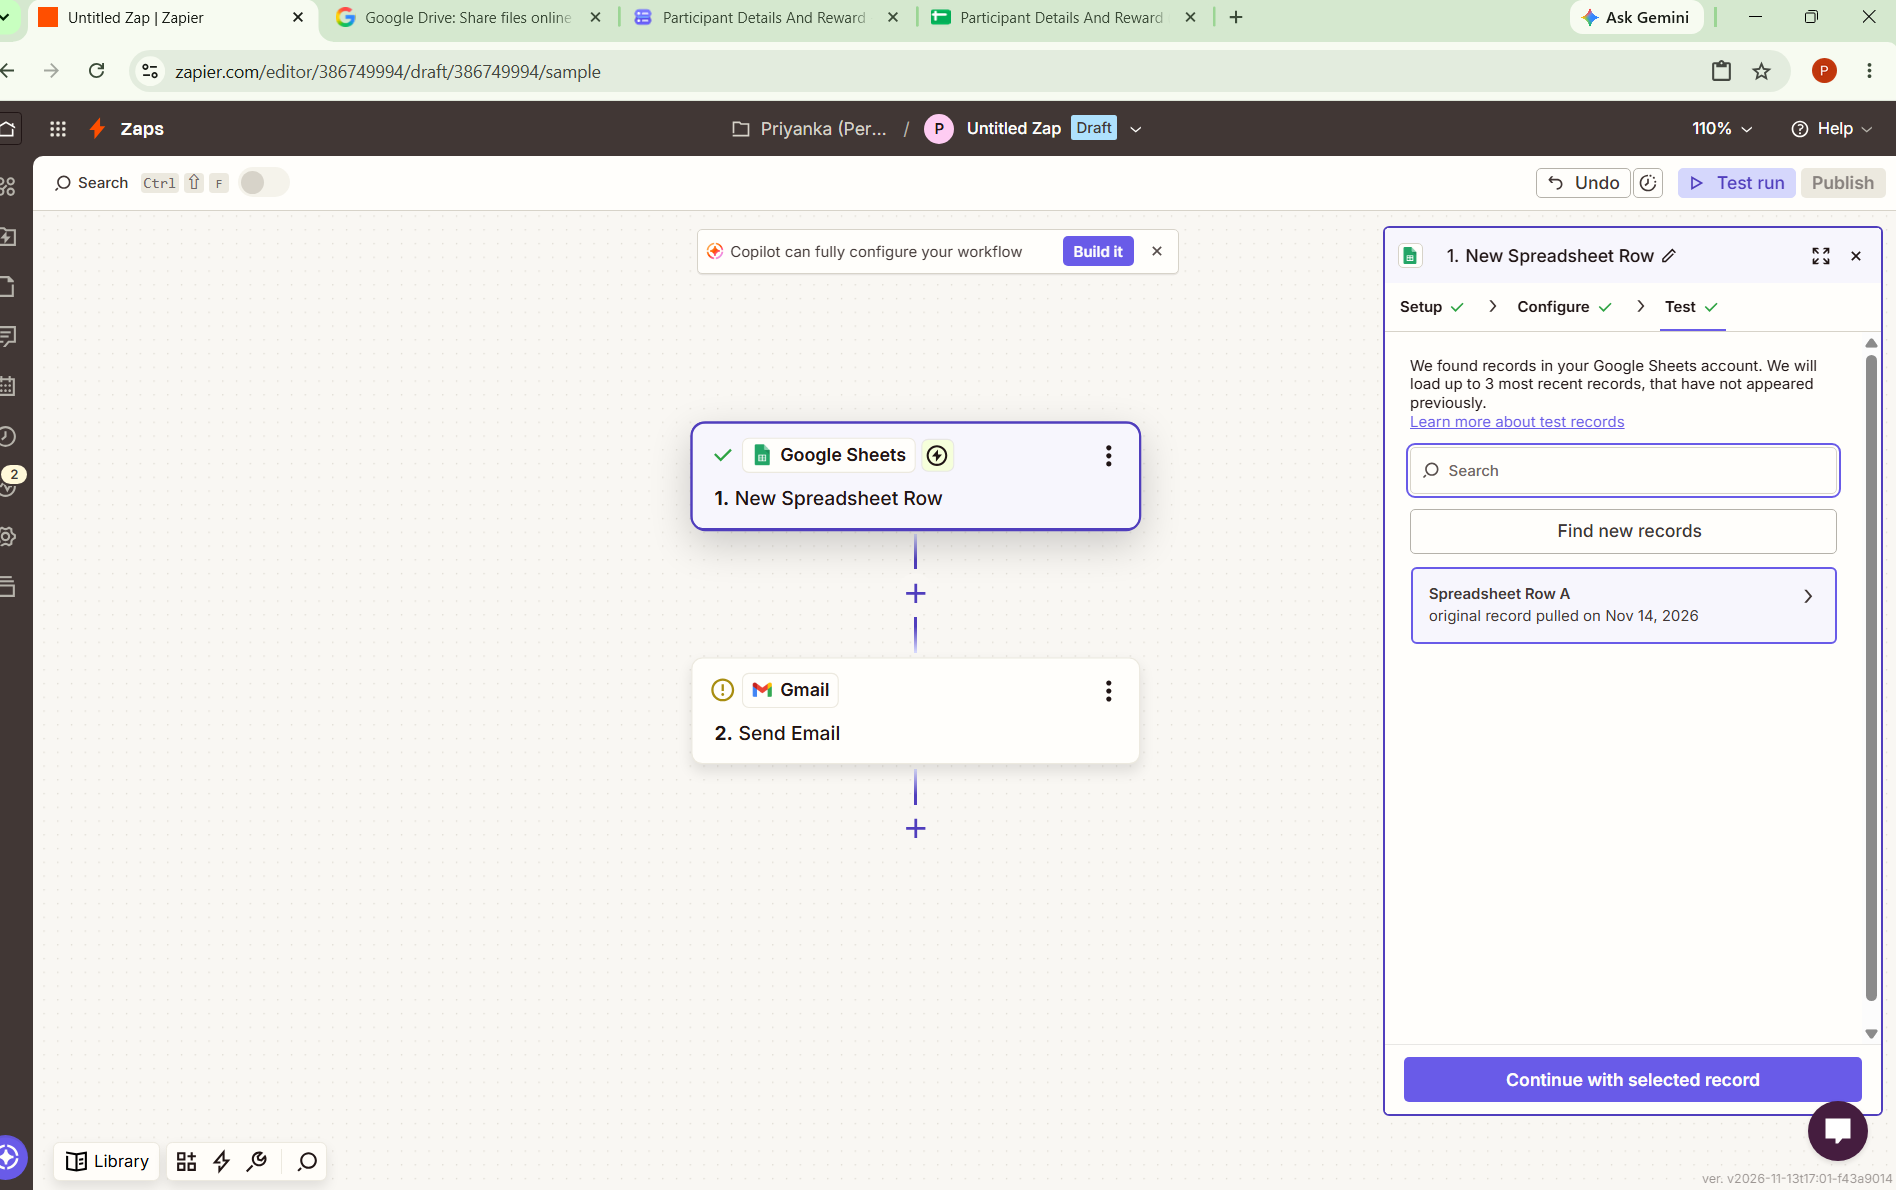 Untitled Zap | Zapier
Google Drive: Share files online
Participant Details And Reward
Participant Details And Reward
Ask Gemini
zapier.com/editor/386749994/draft/386749994/sample
P
Zaps
Priyanka (Per... / P Untitled Zap Draft
110%
Help
Search Ctrl ⇧ F
Undo
Test run
Publish
Copilot can fully configure your workflow
Build it
1. New Spreadsheet Row
Setup
Configure
Test
We found records in your Google Sheets account. We will
load up to 3 most recent records, that have not appeared
previously.
Learn more about test records
Search
Find new records
Spreadsheet Row A
original record pulled on Nov 14, 2026
Continue with selected record
Google Sheets
1. New Spreadsheet Row
Gmail
2. Send Email
2
Library
ver. v2026-11-13t17:01-f43a9014